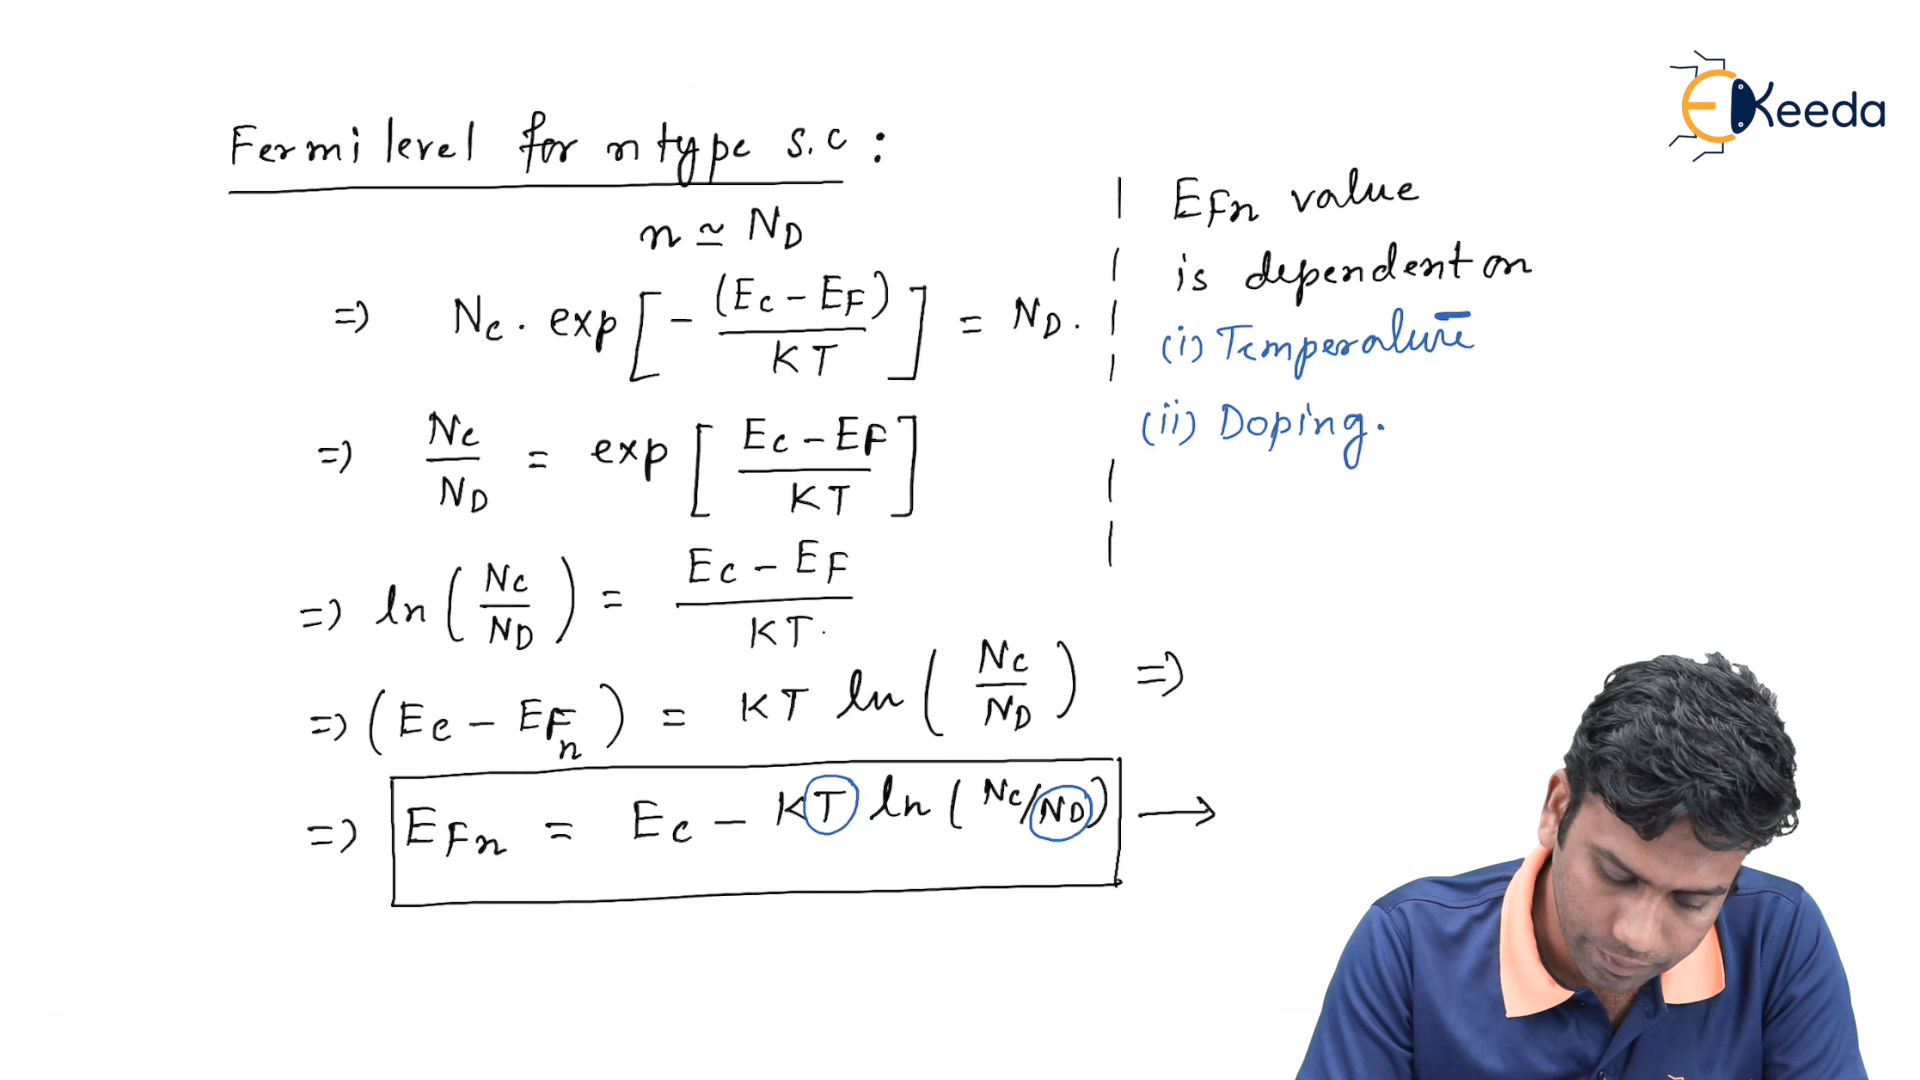 EKeeda
Fermi level for n type s.c :
n ≃ ND
=> Nc . exp [ - (Ec - EF) / KT ] = ND .
=> Nc / ND = exp [ Ec - EF / KT ]
=> ln ( Nc / ND ) = Ec - EF / KT .
=> ( Ec - EFn ) = KT ln ( Nc / ND ) =>
=> EFn = Ec - KT ln ( Nc/ND ) →
EFn value
is dependent on
(i) Temperature
(ii) Doping.